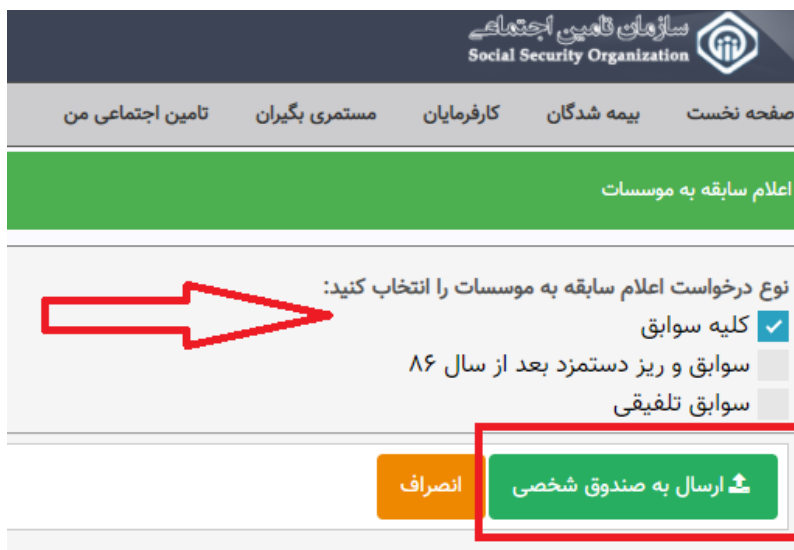 سازمان تامین اجتماعی
Social Security Organization
صفحه نخست بیمه شدگان کارفرمایان مستمری بگیران تامین اجتماعی من
اعلام سابقه به موسسات
نوع درخواست اعلام سابقه به موسسات را انتخاب کنید:
کلیه سوابق
سوابق و ریز دستمزد بعد از سال ۸۶
سوابق تلفیقی
ارسال به صندوق شخصی انصراف